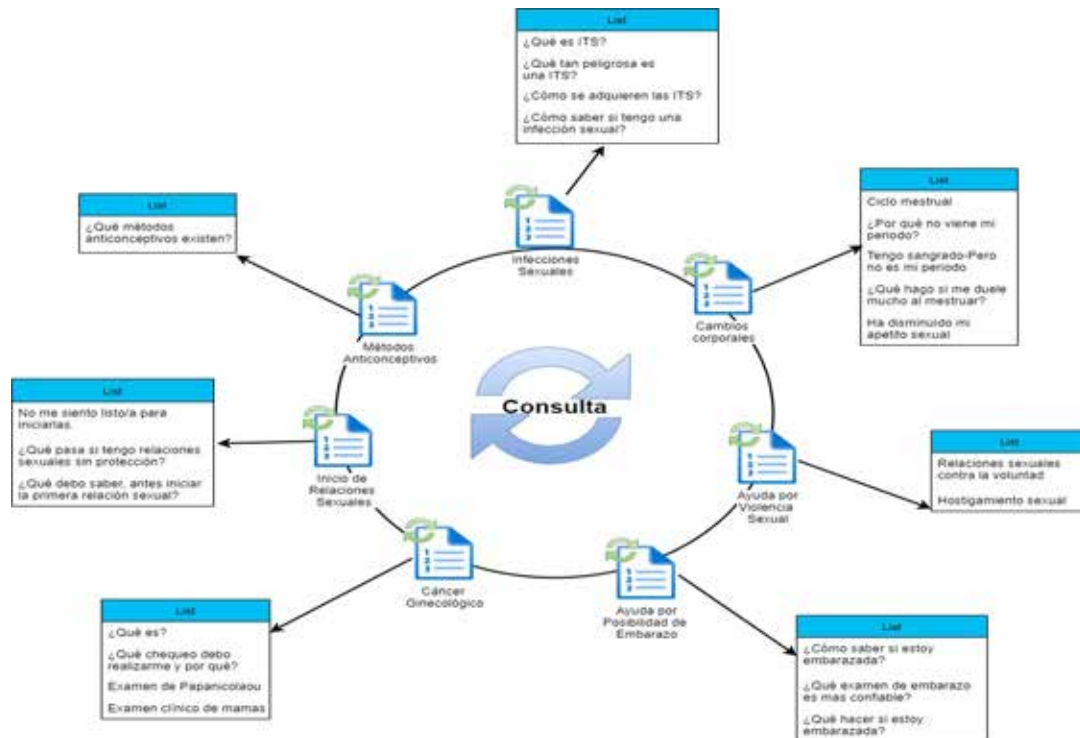 List
¿Qué es ITS?
¿Qué tan peligrosa es
una ITS?
¿Cómo se adquieren las ITS?
¿Cómo saber si tengo una
infección sexual?
Infecciones
Sexuales
List
Ciclo mestrual
¿Por qué no viene mi
periodo?
Tengo sangrado-Pero
no es mi periodo
¿Qué hago si me duele
mucho al mestruar?
Ha disminuido mi
apetito sexual
Cambios
corporales
List
¿Qué métodos
anticonceptivos existen?
Métodos
Anticonceptivos
Consulta
List
No me siento listo/a para
iniciarlas.
¿Qué pasa si tengo relaciones
sexuales sin protección?
¿Qué debo saber, antes iniciar
la primera relación sexual?
Inicio de
Relaciones
Sexuales
List
Relaciones sexuales
contra la voluntad
Hostigamiento sexual
Ayuda por
Violencia
Sexual
List
¿Qué es?
¿Qué chequeo debo
realizarme y por qué?
Examen de Papanicolaou
Examen clínico de mamas
Cáncer
Ginecológico
Ayuda por
Posibilidad de
Embarazo
List
¿Cómo saber si estoy
embarazada?
¿Qué examen de embarazo
es mas confiable?
¿Qué hacer si estoy
embarazada?